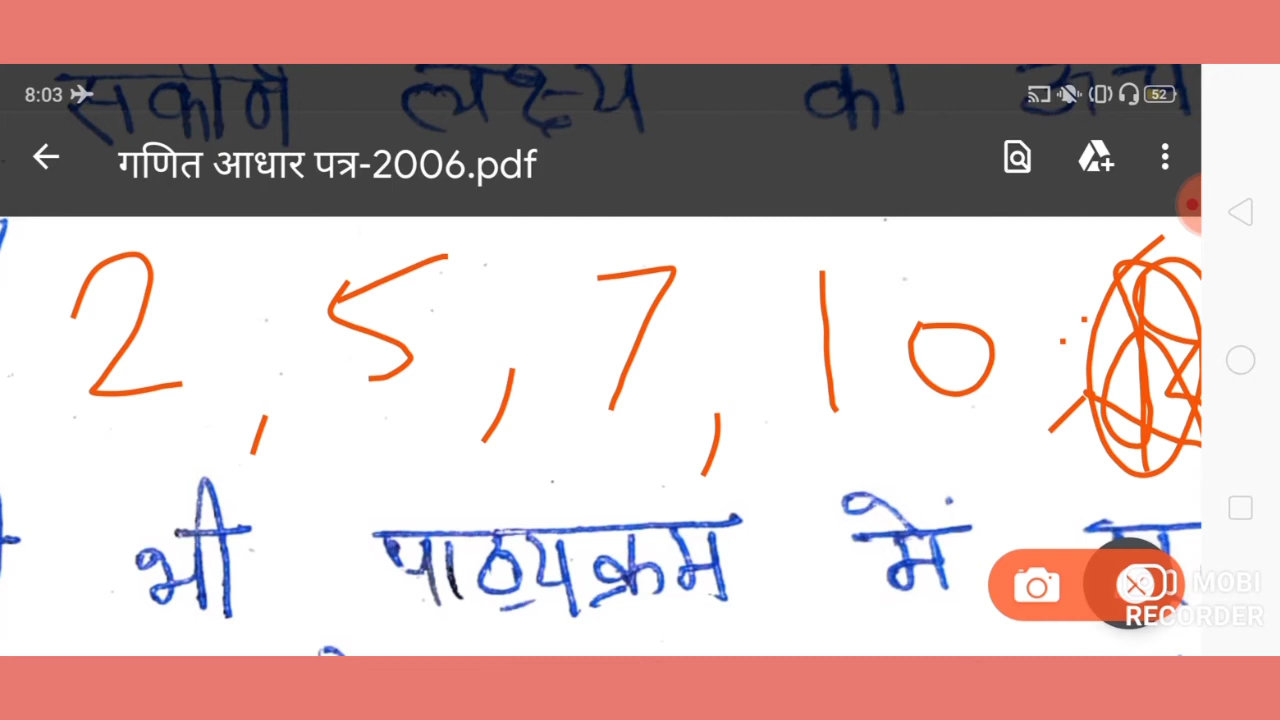 सकीर्न लक्ष्य को
8:03
52
गणित आधार पत्र-2006.pdf
2, 5, 7, 10
भी पाठ्यक्रम में
MOBI
RECORDER